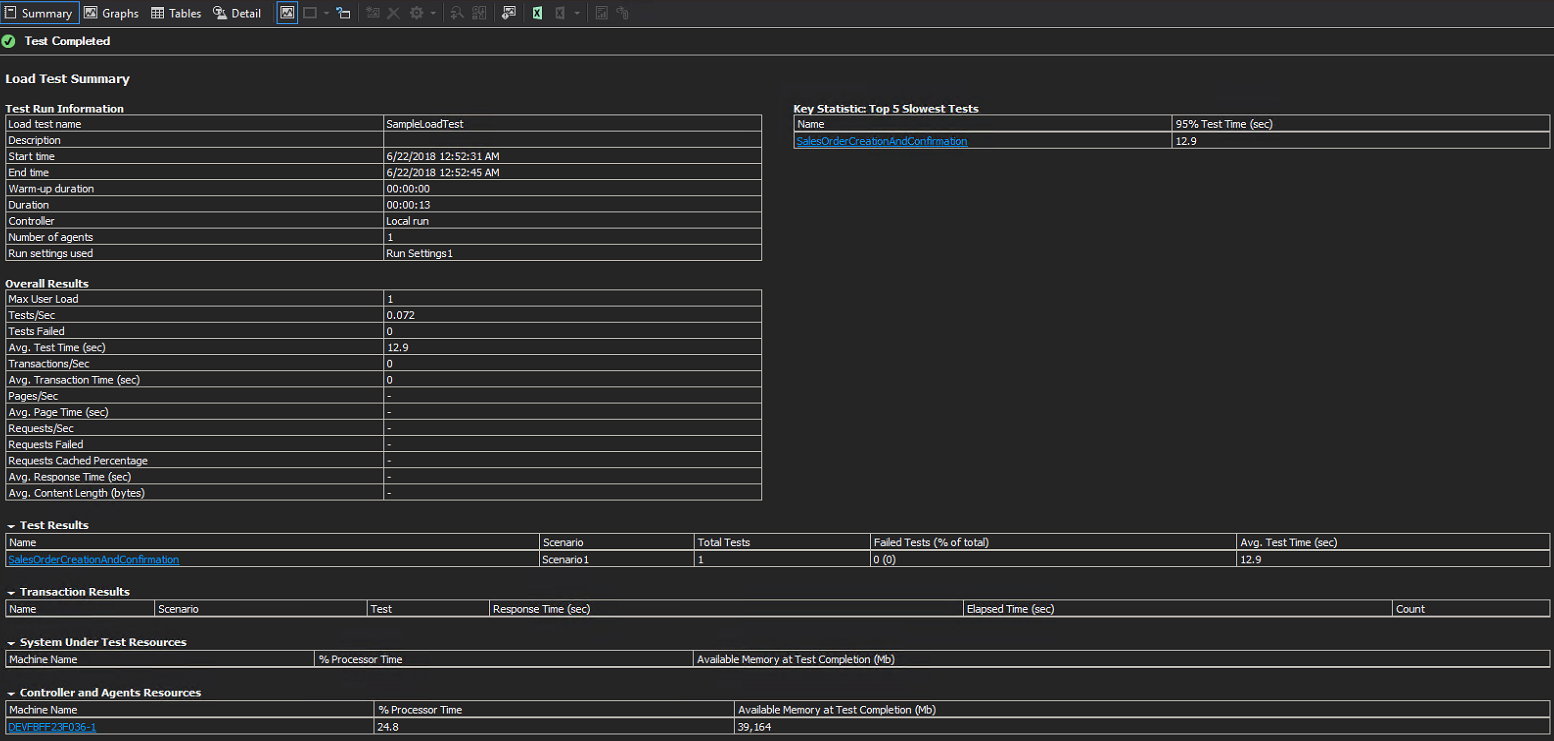 Summary Graphs Tables Detail
Test Completed
Load Test Summary
Test Run Information
Load test name SampleLoadTest
Description
Start time 6/22/2018 12:52:31 AM
End time 6/22/2018 12:52:45 AM
Warm-up duration 00:00:00
Duration 00:00:13
Controller Local run
Number of agents 1
Run settings used Run Settings1
Key Statistic: Top 5 Slowest Tests
Name 95% Test Time (sec)
SalesOrderCreationAndConfirmation 12.9
Overall Results
Max User Load 1
Tests/Sec 0.072
Tests Failed 0
Avg. Test Time (sec) 12.9
Transactions/Sec 0
Avg. Transaction Time (sec) 0
Pages/Sec -
Avg. Page Time (sec) -
Requests/Sec -
Requests Failed -
Requests Cached Percentage -
Avg. Response Time (sec) -
Avg. Content Length (bytes) -
Test Results
Name Scenario Total Tests Failed Tests (% of total) Avg. Test Time (sec)
SalesOrderCreationAndConfirmation Scenario1 1 0 (0) 12.9
Transaction Results
Name Scenario Test Response Time (sec) Elapsed Time (sec) Count
System Under Test Resources
Machine Name % Processor Time Available Memory at Test Completion (Mb)
Controller and Agents Resources
Machine Name % Processor Time Available Memory at Test Completion (Mb)
DEVFBFF23F036-1 24.8 39,164